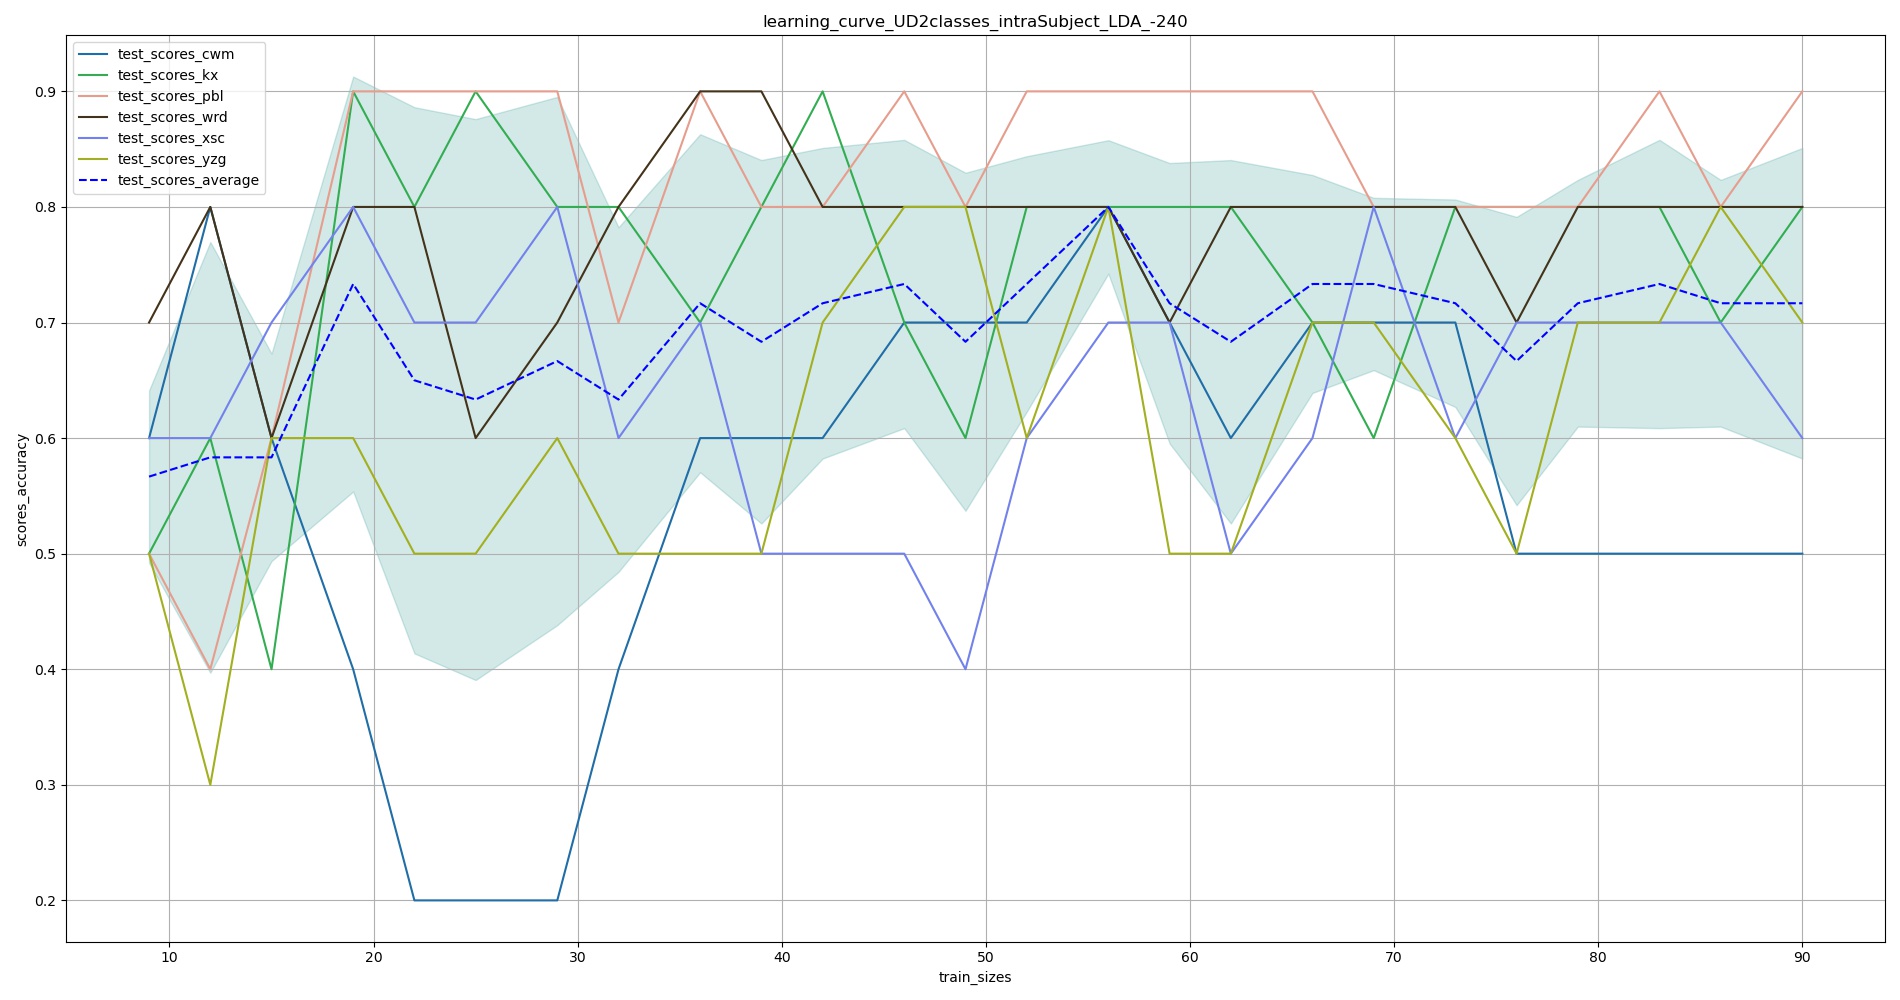 learning_curve_UD2classes_intraSubject_LDA_-240
test_scores_cwm
test_scores_kx
test_scores_pbl
test_scores_wrd
test_scores_xsc
test_scores_yzg
test_scores_average
scores_accuracy
0.9
0.8
0.7
0.6
0.5
0.4
0.3
0.2
10 20 30 40 50 60 70 80 90
train_sizes